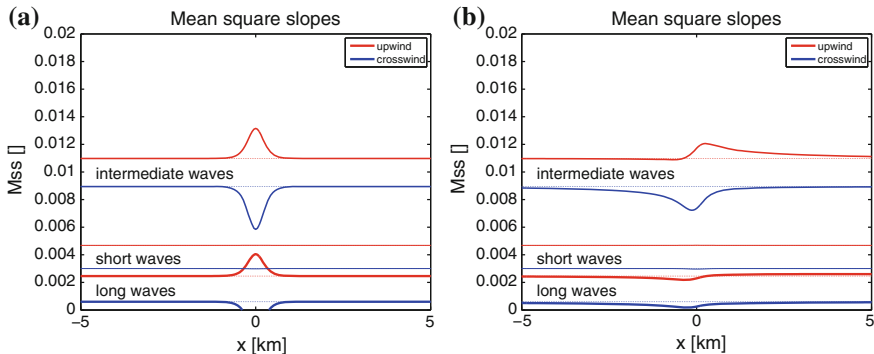 (a)
Mean square slopes
0.02
0.018
0.016
0.014
0.012
0.01
0.008
0.006
0.004
0.002
0
Mss []
upwind
crosswind
intermediate waves
short waves
long waves
−5
0
5
x [km]
(b)
Mean square slopes
0.02
0.018
0.016
0.014
0.012
0.01
0.008
0.006
0.004
0.002
0
Mss []
upwind
crosswind
intermediate waves
short waves
long waves
−5
0
5
x [km]